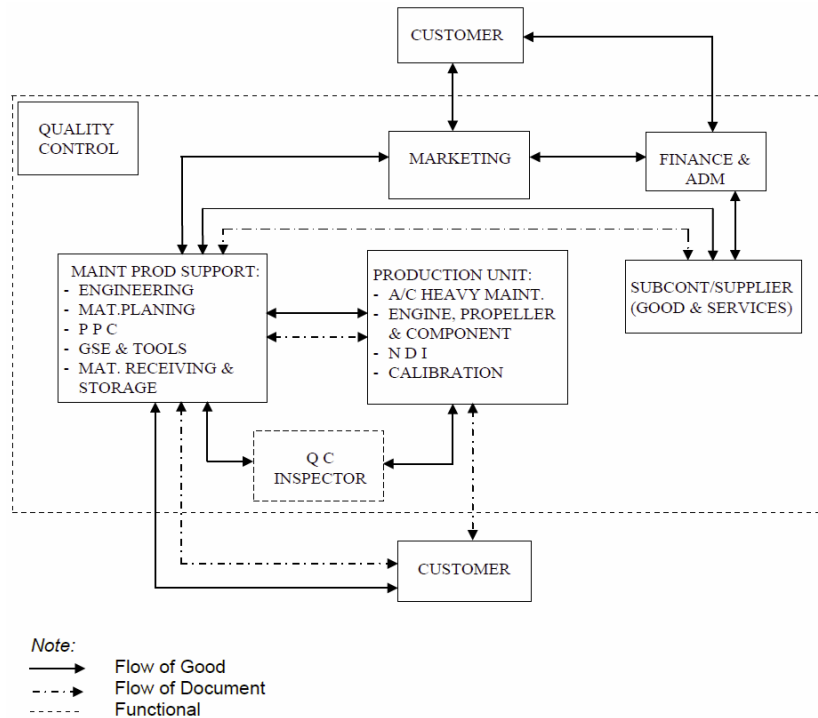 CUSTOMER
QUALITY
CONTROL
MARKETING
FINANCE &
ADM
MAINT PROD SUPPORT:
- ENGINEERING
- MAT.PLANING
- P P C
- GSE & TOOLS
- MAT. RECEIVING &
STORAGE
PRODUCTION UNIT:
- A/C HEAVY MAINT.
- ENGINE, PROPELLER
& COMPONENT
- N D I
- CALIBRATION
SUBCONT/SUPPLIER
(GOOD & SERVICES)
Q C
INSPECTOR
CUSTOMER
Note:
Flow of Good
Flow of Document
Functional